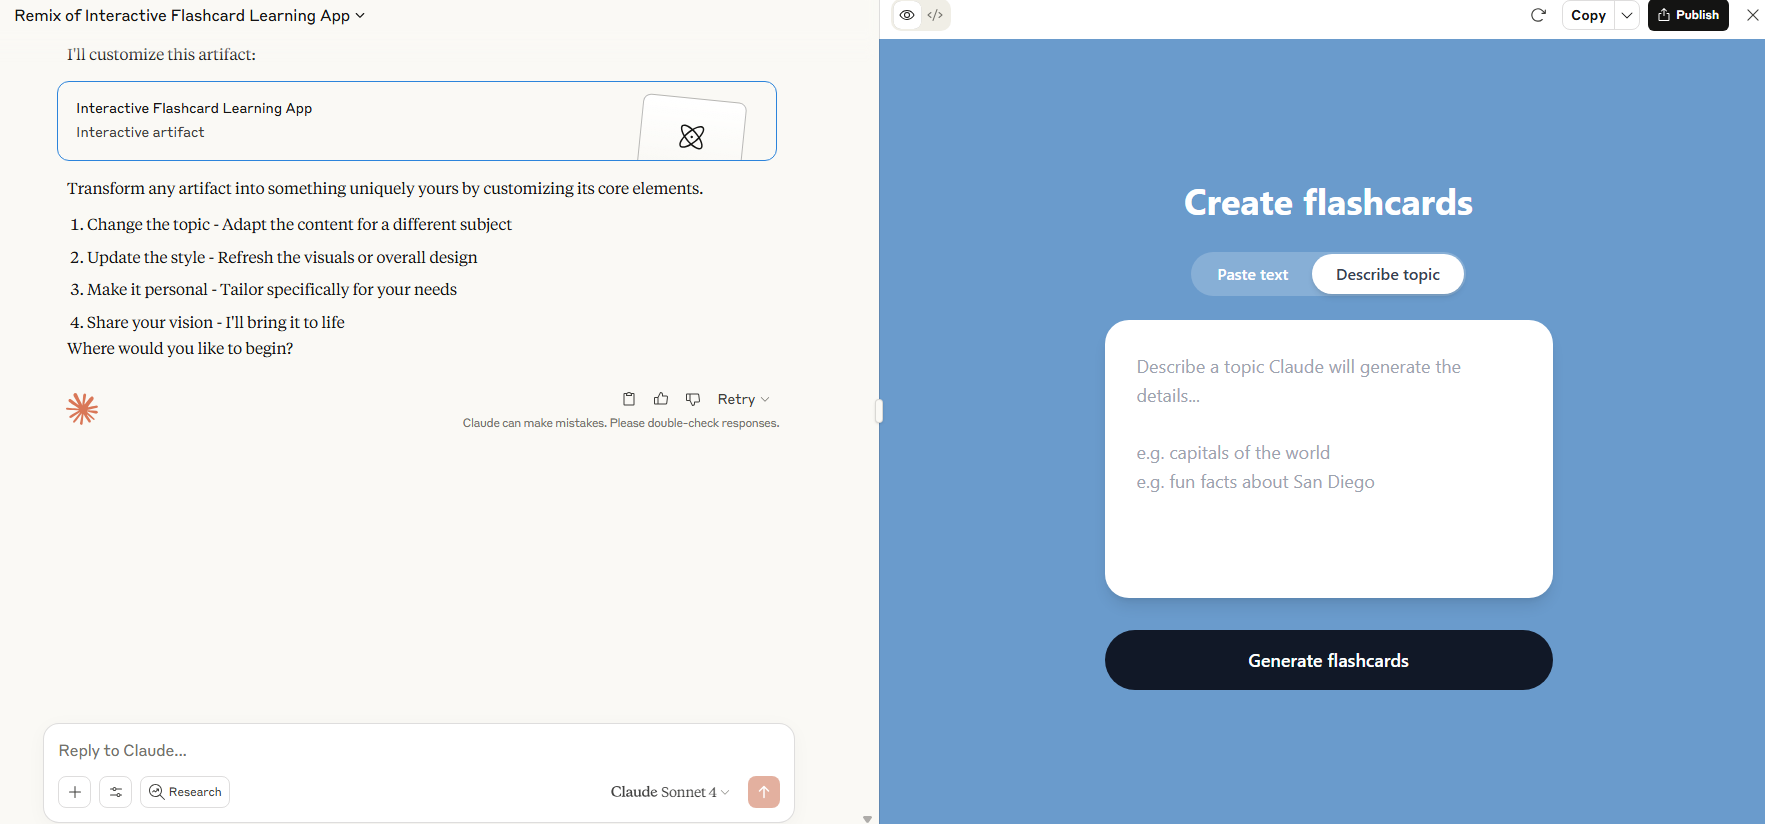 Remix of Interactive Flashcard Learning App
I'll customize this artifact:
Interactive Flashcard Learning App
Interactive artifact
Transform any artifact into something uniquely yours by customizing its core elements.
1. Change the topic - Adapt the content for a different subject
2. Update the style - Refresh the visuals or overall design
3. Make it personal - Tailor specifically for your needs
4. Share your vision - I'll bring it to life
Where would you like to begin?
Retry
Claude can make mistakes. Please double-check responses.
Reply to Claude...
Research
Claude Sonnet 4
</>
Copy
Publish
Create flashcards
Paste text
Describe topic
Describe a topic Claude will generate the
details...
e.g. capitals of the world
e.g. fun facts about San Diego
Generate flashcards